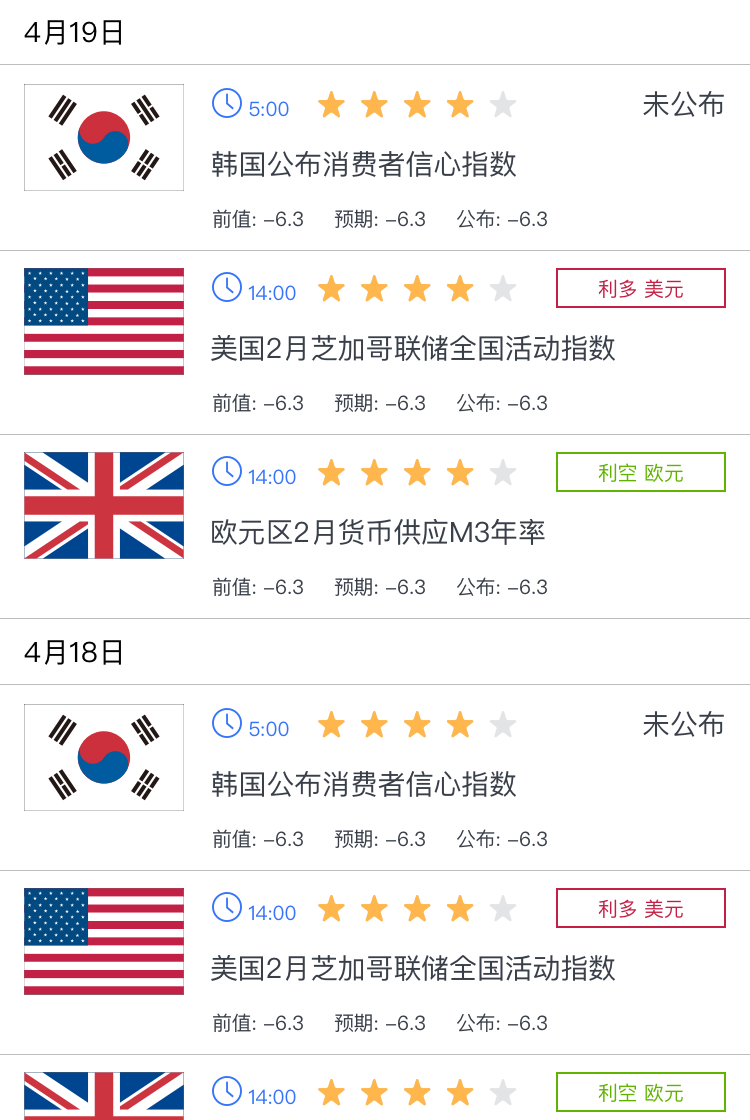 4月19日
5:00 未公布
韩国公布消费者信心指数
前值: –6.3 预期: –6.3 公布: –6.3
14:00 利多 美元
美国2月芝加哥联储全国活动指数
前值: –6.3 预期: –6.3 公布: –6.3
14:00 利空 欧元
欧元区2月货币供应M3年率
前值: –6.3 预期: –6.3 公布: –6.3
4月18日
5:00 未公布
韩国公布消费者信心指数
前值: –6.3 预期: –6.3 公布: –6.3
14:00 利多 美元
美国2月芝加哥联储全国活动指数
前值: –6.3 预期: –6.3 公布: –6.3
14:00 利空 欧元